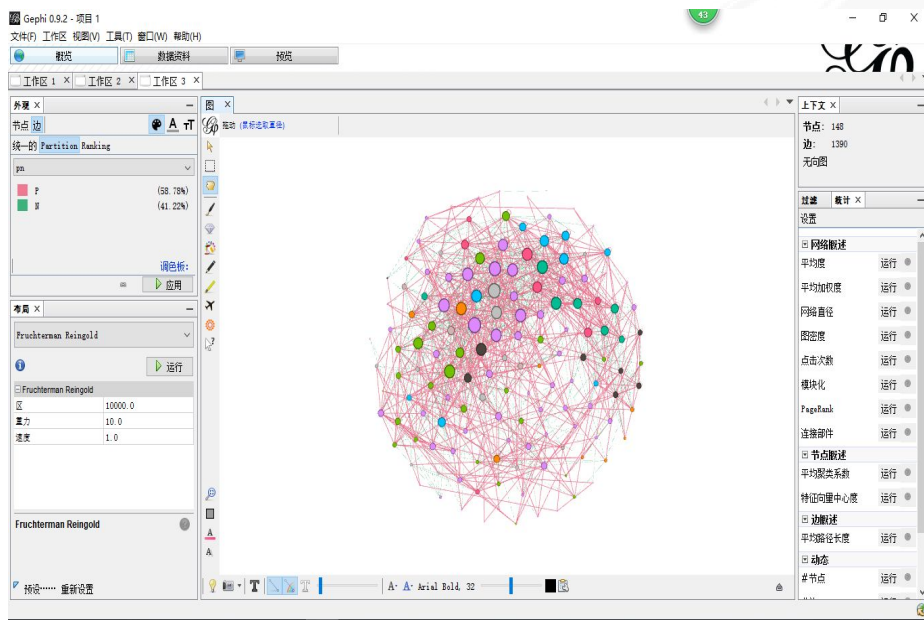 Gephi 0.9.2 - 项目 1
43
文件(F) 工作区 视图(V) 工具(T) 窗口(W) 帮助(H)
概览 数据资料 预览
工作区 1 X 工作区 2 X 工作区 3 X
外观 X
节点 边 A тT
统一的 Partition Ranking
pn
P (58.78%)
N (41.22%)
调色板:
应用
布局 X
Fruchterman Reingold
运行
Fruchterman Reingold
区 10000.0
重力 10.0
速度 1.0
Fruchterman Reingold
预设…… 重新设置
图 X
拖动 (鼠标选取直径)
A- A- Arial Bold, 32
上下文 X
节点: 148
边: 1390
无向图
过滤 统计 X
设置
网络概述
平均度 运行
平均加权度 运行
网络直径 运行
图密度 运行
点击次数 运行
模块化 运行
PageRank 运行
连接部件 运行
节点概述
平均聚类系数 运行
特征向量中心度 运行
边概述
平均路径长度 运行
动态
#节点 运行